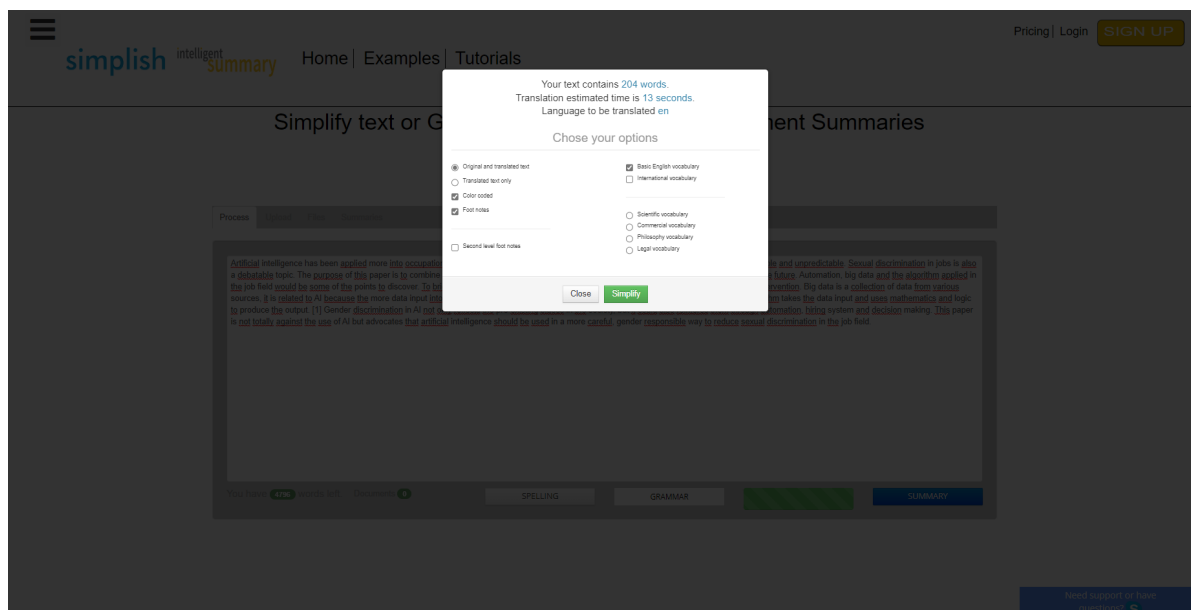 Pricing| Login SIGN UP
simplish intelligent summary Home| Examples| Tutorials
Your text contains 204 words.
Translation estimated time is 13 seconds.
Language to be translated en
Simplify text or G ent Summaries
Chose your options
Original and translated text
Translated text only
Color coded
Foot notes
Second level foot notes
Basic English vocabulary
International vocabulary
Scientific vocabulary
Commercial vocabulary
Philosophy vocabulary
Legal vocabulary
Close Simplify
Process
Artificial intelligence has been applied more into and unpredictable. Sexual discrimination in jobs is also
a debatable topic. The purpose of this paper is to combine future. Automation, big data and the algorithm applied in
the job field would be some of the points to discover. To Big data is a collection of data from various
sources, it is related to AI because the more data input takes the data input and uses mathematics and logic
to produce the output. [1] Gender discrimination in AI not hiring system and decision making. This paper
is not totally against the use of AI but advocates that artificial intelligence should be used in a more careful, gender responsible way to reduce sexual discrimination in the job field
You have words left.
SPELLING GRAMMAR SUMMARY
Need support or have
questions?